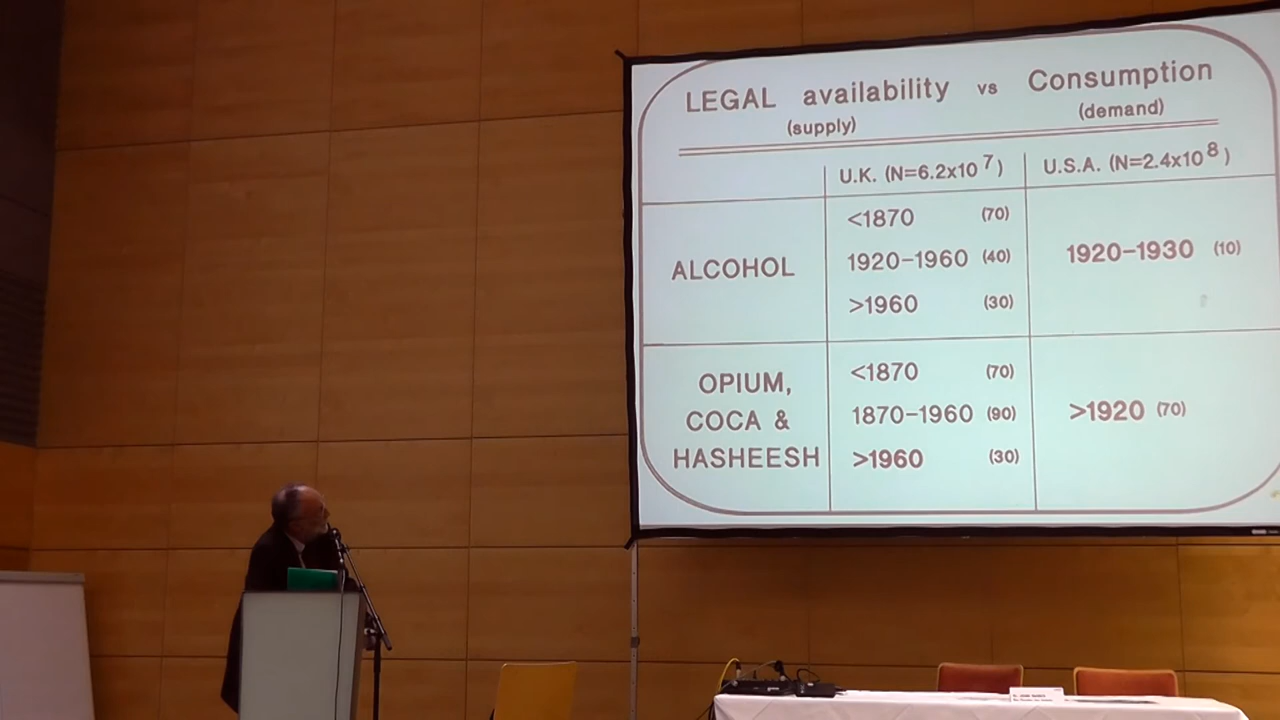 LEGAL availability vs Consumption
(supply) (demand)
U.K. (N=6.2x10⁷) U.S.A. (N=2.4x10⁸)
ALCOHOL
<1870 (70)
1920-1960 (40)
>1960 (30)
1920-1930 (10)
OPIUM,
COCA &
HASHEESH
<1870 (70)
1870-1960 (90)
>1960 (30)
>1920 (70)